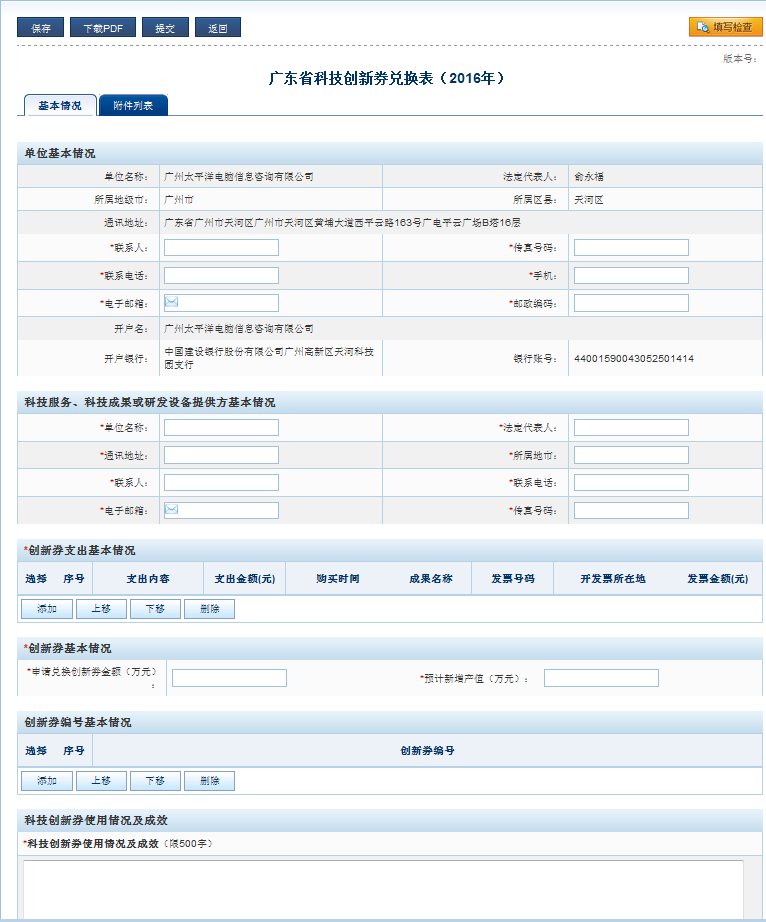 保存 下载PDF 提交 返回 填写检查
版本号:
广东省科技创新券兑换表（2016年）
基本情况 附件列表
单位基本情况
单位名称: 广州太平洋电脑信息咨询有限公司 法定代表人: 俞永福
所属地级市: 广州市 所属区县: 天河区
通讯地址: 广东省广州市天河区广州市天河区黄埔大道西平云路163号广电平云广场B塔16层
*联系人: *传真号码:
*联系电话: *手机:
*电子邮箱: *邮政编码:
开户名: 广州太平洋电脑信息咨询有限公司
开户银行: 中国建设银行股份有限公司广州高新区天河科技
园支行 银行账号: 44001590043052501414
科技服务、科技成果或研发设备提供方基本情况
*单位名称: *法定代表人:
*通讯地址: *所属地市:
*联系人: *联系电话:
*电子邮箱: *传真号码:
*创新券支出基本情况
选择 序号 支出内容 支出金额(元) 购买时间 成果名称 发票号码 开发票所在地 发票金额(元)
添加 上移 下移 删除
*创新券基本情况
*申请兑换创新券金额（万元）
: *预计新增产值（万元）:
创新券编号基本情况
选择 序号 创新券编号
添加 上移 下移 删除
科技创新券使用情况及成效
*科技创新券使用情况及成效（限500字）